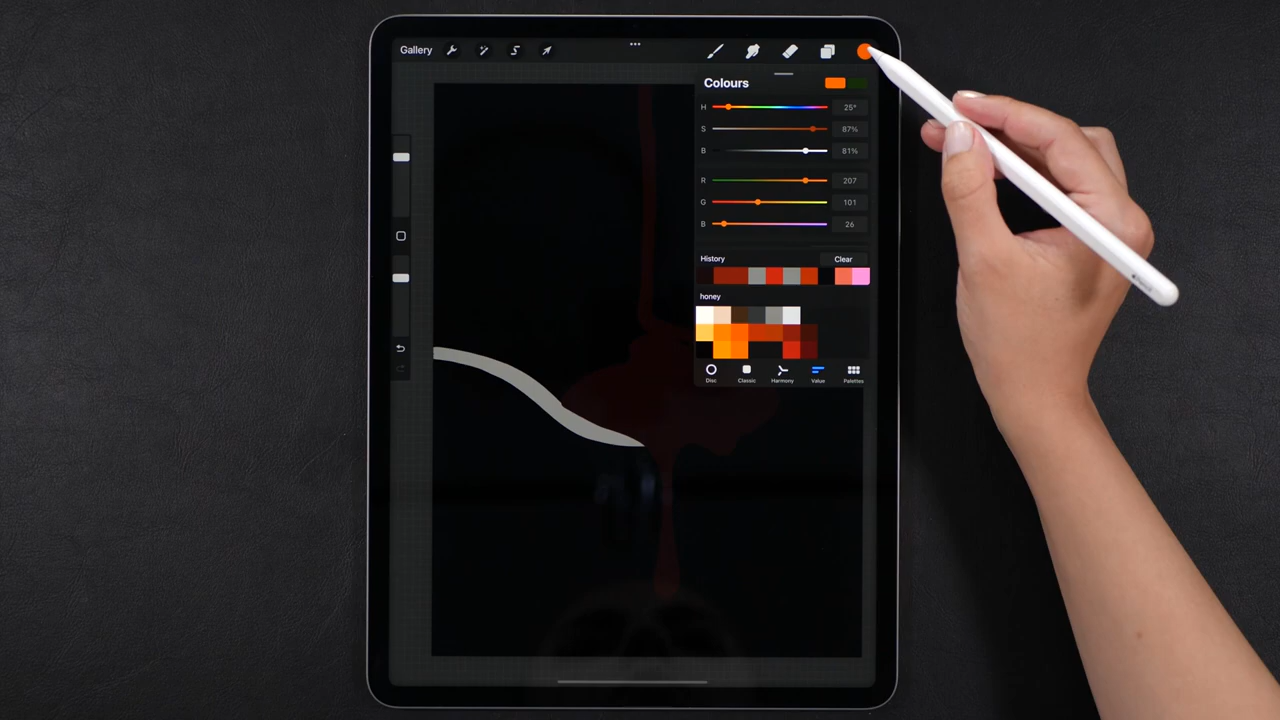 Gallery
Colours
H 25°
S 87%
B 81%
R 207
G 101
B 26
History Clear
honey
Disc Classic Harmony Value Palettes